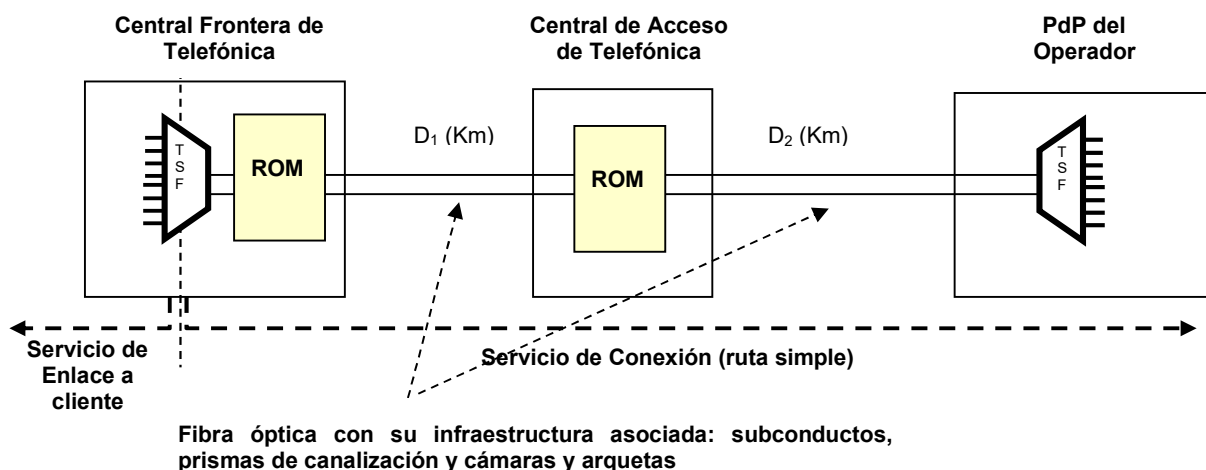 Central Frontera de
Telefónica
Central de Acceso
de Telefónica
PdP del
Operador
T
S
F
ROM
D1 (Km)
ROM
D2 (Km)
T
S
F
Servicio de
Enlace a
cliente
Servicio de Conexión (ruta simple)
Fibra óptica con su infraestructura asociada: subconductos,
prismas de canalización y cámaras y arquetas